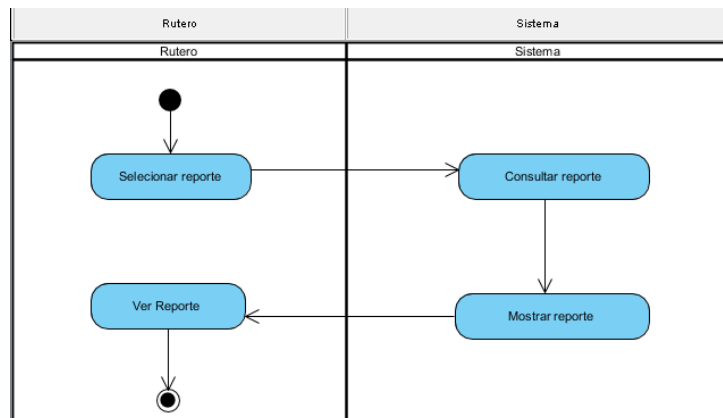 Rutero
Sistema
Rutero
Sistema
Selecionar reporte
Consultar reporte
Ver Reporte
Mostrar reporte